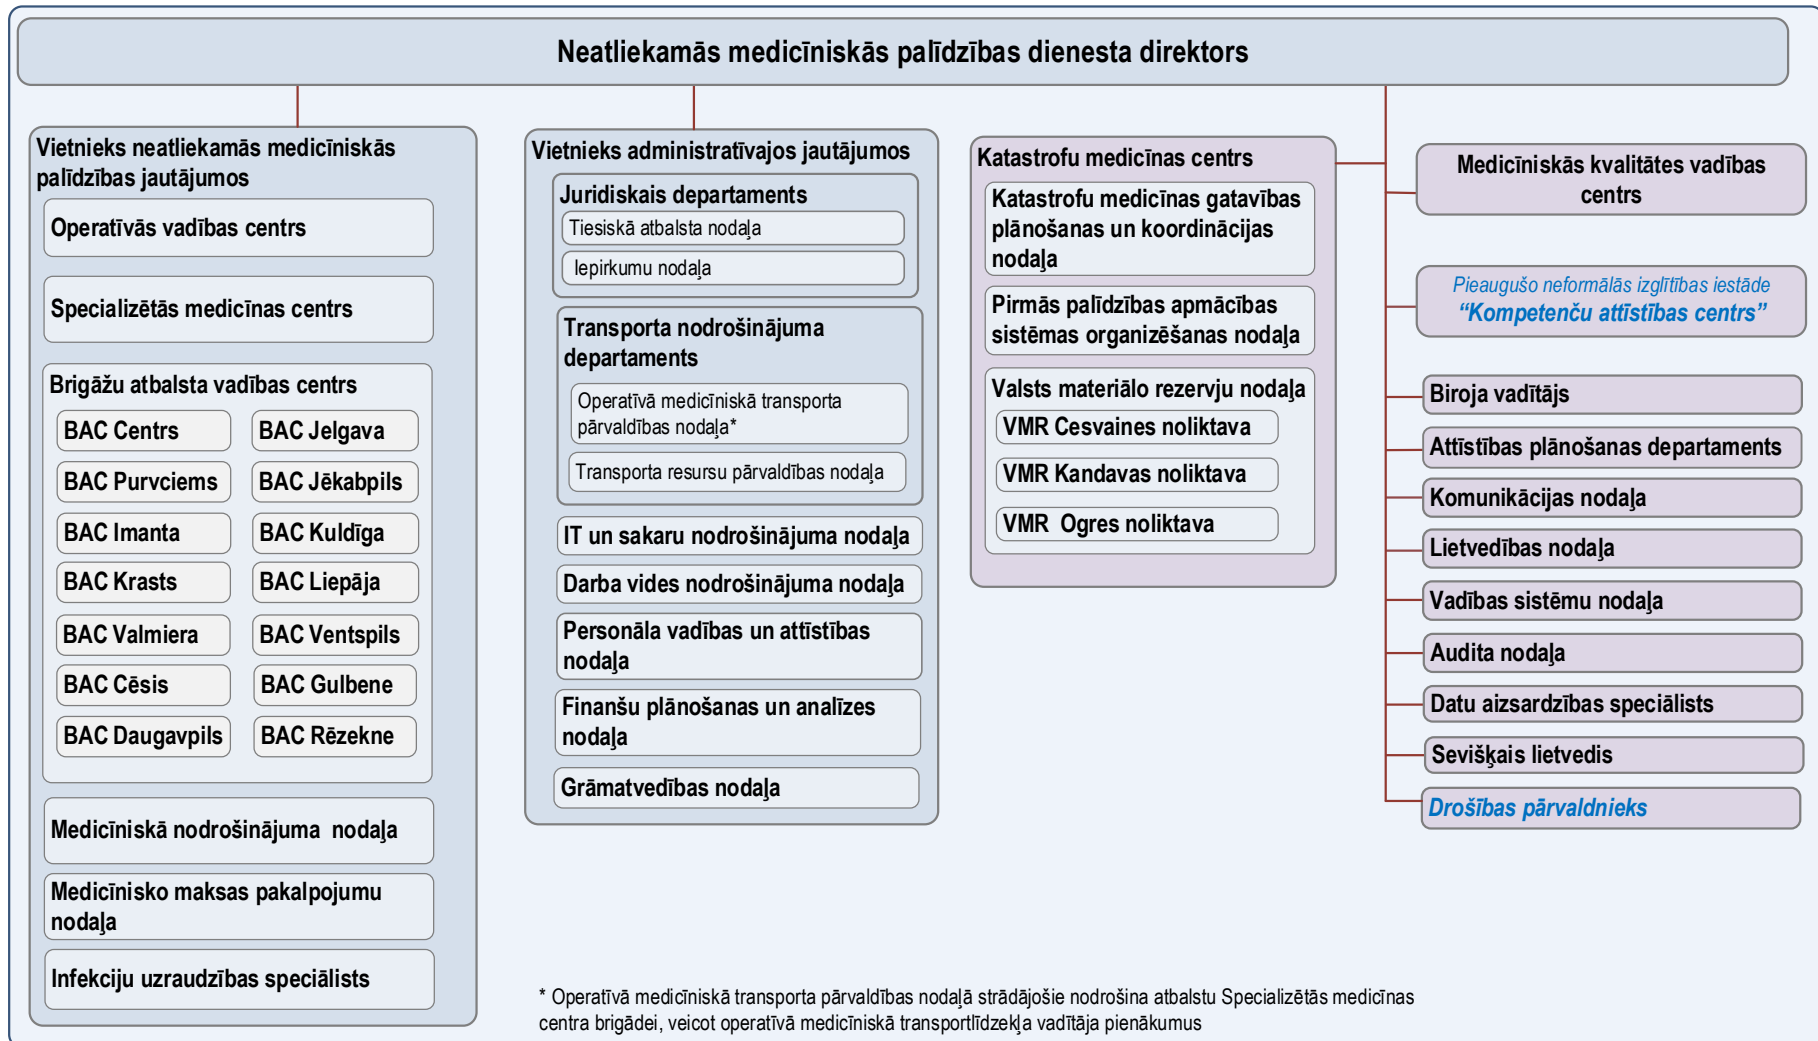 Neatliekamās medicīniskās palīdzības dienesta direktors
Vietnieks neatliekamās medicīniskās
palīdzības jautājumos
Operatīvās vadības centrs
Specializētās medicīnas centrs
Brigāžu atbalsta vadības centrs
BAC Centrs
BAC Jelgava
BAC Purvciems
BAC Jēkabpils
BAC Imanta
BAC Kuldīga
BAC Krasts
BAC Liepāja
BAC Valmiera
BAC Ventspils
BAC Cēsis
BAC Gulbene
BAC Daugavpils
BAC Rēzekne
Medicīniskā nodrošinājuma nodaļa
Medicīnisko maksas pakalpojumu
nodaļa
Infekciju uzraudzības speciālists
Vietnieks administratīvajos jautājumos
Juridiskais departaments
Tiesiskā atbalsta nodaļa
Iepirkumu nodaļa
Transporta nodrošinājuma
departaments
Operatīvā medicīniskā transporta
pārvaldības nodaļa*
Transporta resursu pārvaldības nodaļa
IT un sakaru nodrošinājuma nodaļa
Darba vides nodrošinājuma nodaļa
Personāla vadības un attīstības
nodaļa
Finanšu plānošanas un analīzes
nodaļa
Grāmatvedības nodaļa
Katastrofu medicīnas centrs
Katastrofu medicīnas gatavības
plānošanas un koordinācijas
nodaļa
Pirmās palīdzības apmācības
sistēmas organizēšanas nodaļa
Valsts materiālo rezervju nodaļa
VMR Cesvaines noliktava
VMR Kandavas noliktava
VMR Ogres noliktava
Medicīniskās kvalitātes vadības
centrs
Pieaugušo neformālās izglītības iestāde
“Kompetenču attīstības centrs”
Biroja vadītājs
Attīstības plānošanas departaments
Komunikācijas nodaļa
Lietvedības nodaļa
Vadības sistēmu nodaļa
Audita nodaļa
Datu aizsardzības speciālists
Sevišķais lietvedis
Drošības pārvaldnieks
* Operatīvā medicīniskā transporta pārvaldības nodaļā strādājošie nodrošina atbalstu Specializētās medicīnas
centra brigādei, veicot operatīvā medicīniskā transportlīdzekļa vadītāja pienākumus